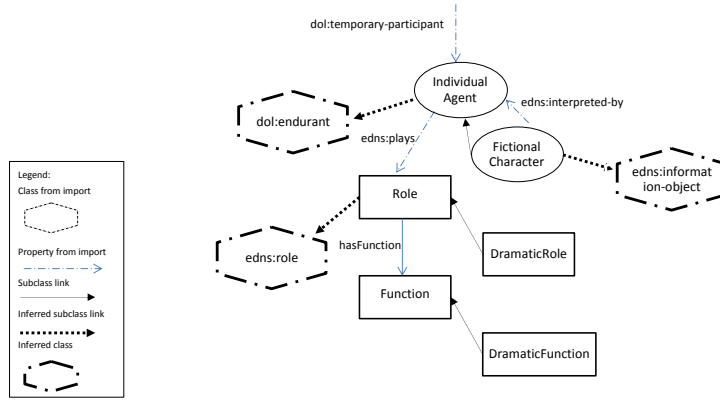 dol:temporary-participant
Individual
Agent
edns:interpreted-by
dol:endurant
edns:plays
Fictional
Character
edns:informat
ion-object
Role
edns:role
hasFunction
DramaticRole
Function
DramaticFunction
Legend:
Class from import
Property from import
Subclass link
Inferred subclass link
Inferred class